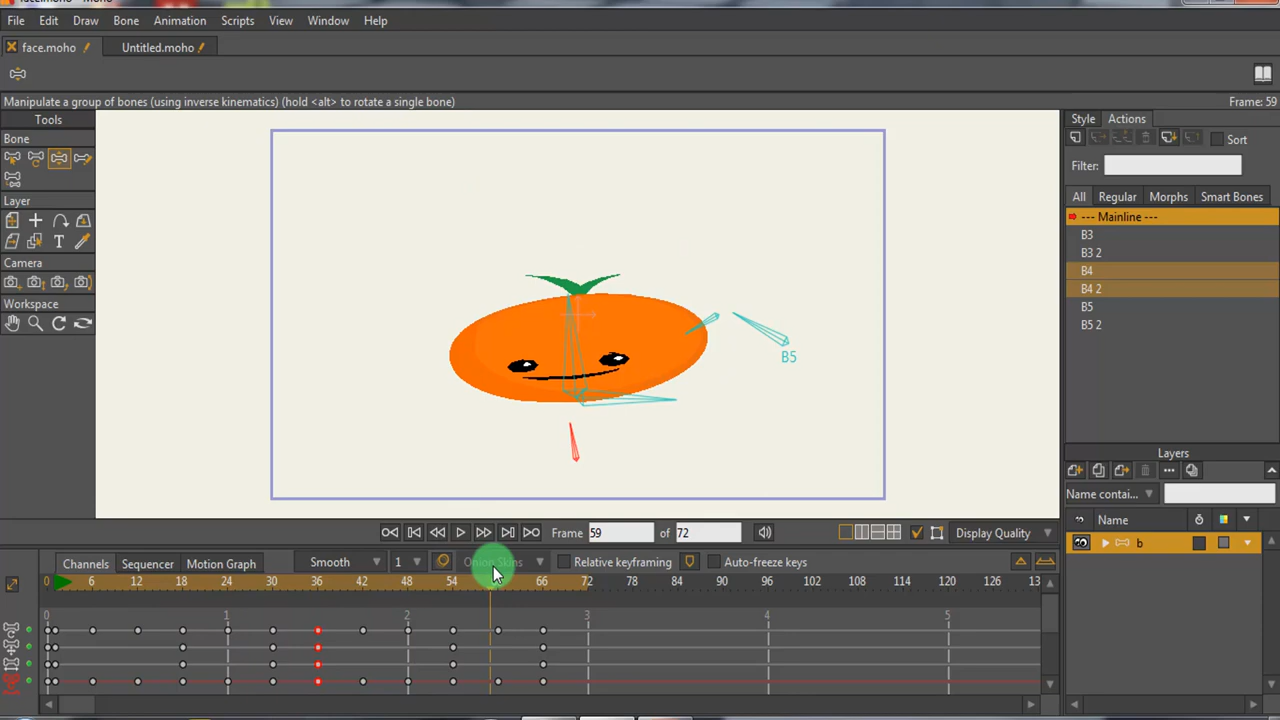 File Edit Draw Bone Animation Scripts View Window Help
face.moho Untitled.moho
Manipulate a group of bones (using inverse kinematics) (hold <alt> to rotate a single bone) Frame: 59
Tools Style Actions
Bone Sort
Filter:
All Regular Morphs Smart Bones
Layer --- Mainline ---
B3
B3 2
Camera B4
B4 2
Workspace B5
B5 2
B5
Layers
Name contai...
Name
b
Frame 59 of 72 Display Quality
Channels Sequencer Motion Graph Smooth 1 Onion Skins Relative keyframing Auto-freeze keys
0 6 12 18 24 30 36 42 48 54 66 72 78 84 90 96 102 108 114 120 126 13
0 1 2 3 4 5